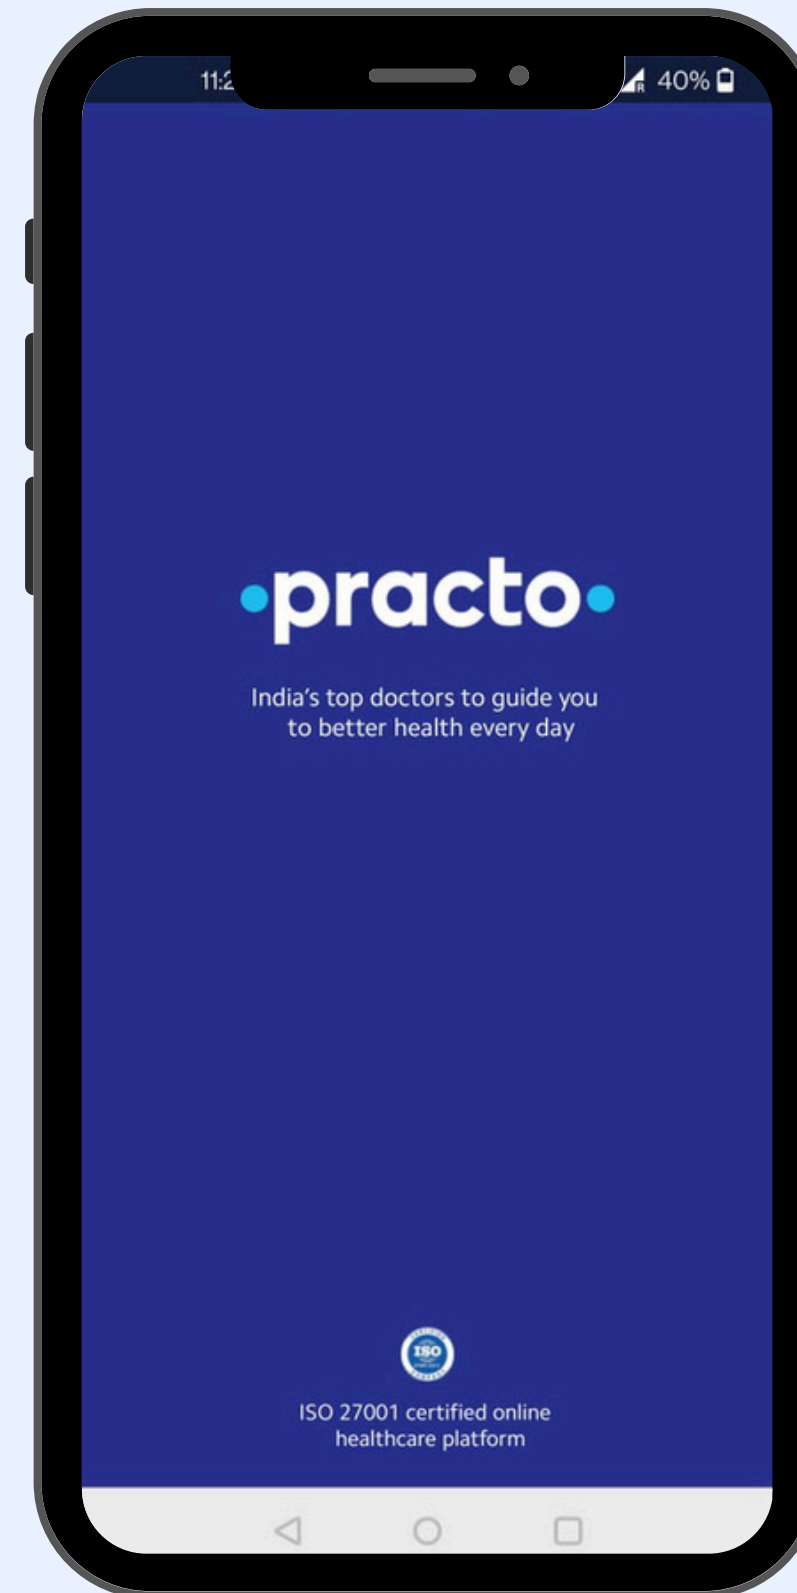 40%
practo
India's top doctors to guide you
to better health every day
ISO
ISO 27001 certified online
healthcare platform